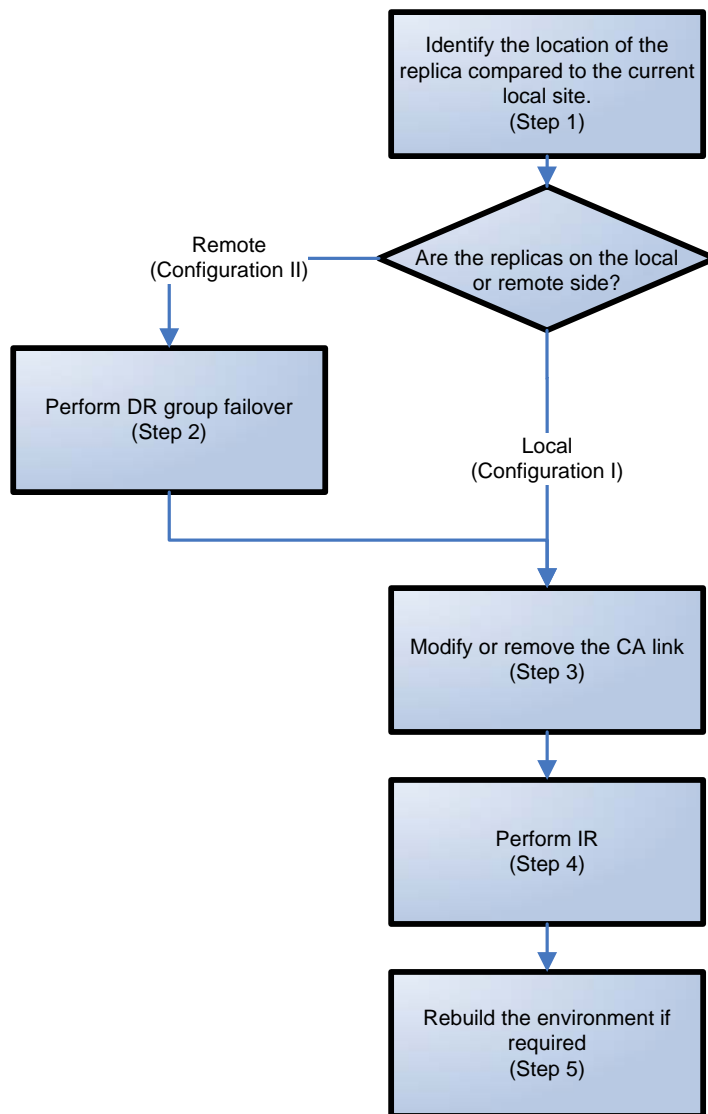 Identify the location of the
replica compared to the current
local site.
(Step 1)
Are the replicas on the local
or remote side?
Remote
(Configuration II)
Perform DR group failover
(Step 2)
Local
(Configuration I)
Modify or remove the CA link
(Step 3)
Perform IR
(Step 4)
Rebuild the environment if
required
(Step 5)